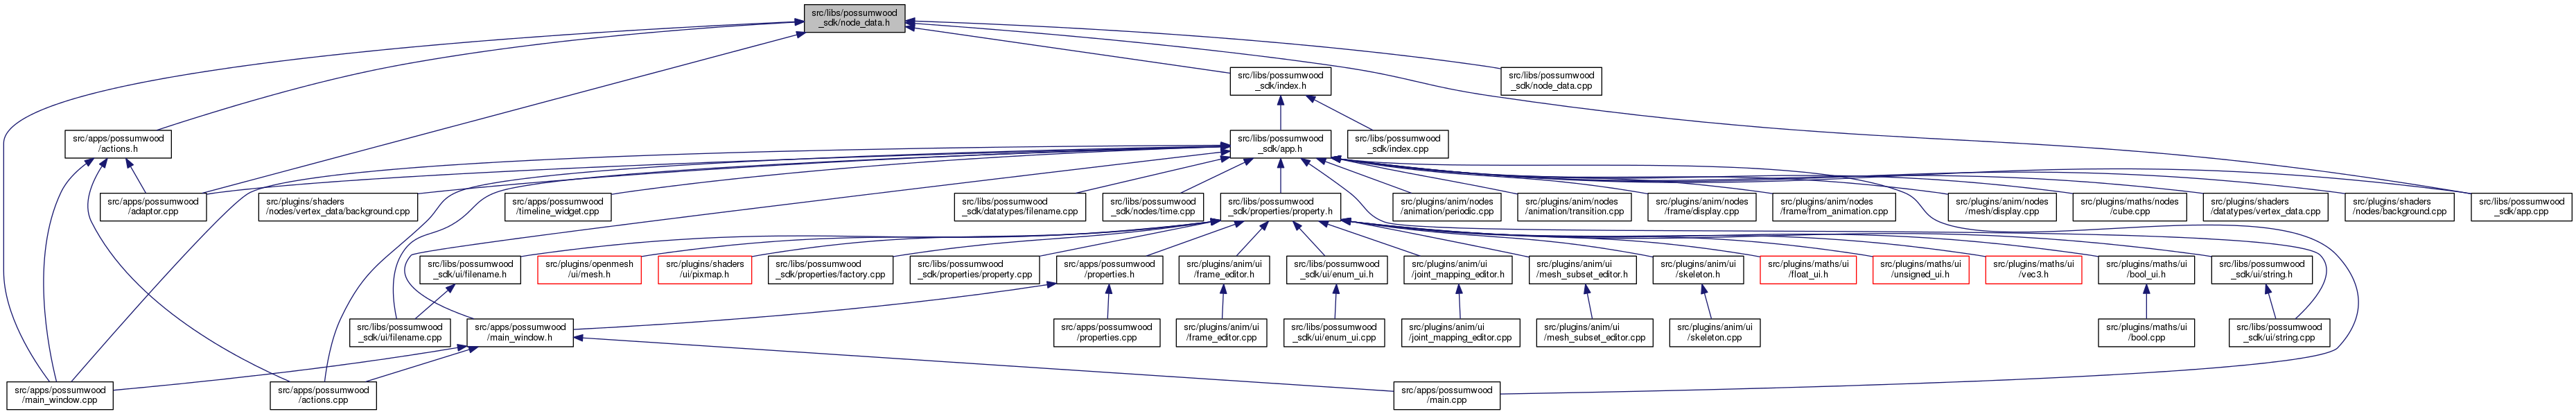 src/libs/possumwood
_sdk/node_data.h
src/libs/possumwood
_sdk/index.h
src/libs/possumwood
_sdk/node_data.cpp
src/apps/possumwood
/actions.h
src/libs/possumwood
_sdk/app.h
src/libs/possumwood
_sdk/index.cpp
src/apps/possumwood
/adaptor.cpp
src/plugins/shaders
/nodes/vertex_data/background.cpp
src/apps/possumwood
/timeline_widget.cpp
src/libs/possumwood
_sdk/datatypes/filename.cpp
src/libs/possumwood
_sdk/nodes/time.cpp
src/libs/possumwood
_sdk/properties/property.h
src/plugins/anim/nodes
/animation/periodic.cpp
src/plugins/anim/nodes
/animation/transition.cpp
src/plugins/anim/nodes
/frame/display.cpp
src/plugins/anim/nodes
/frame/from_animation.cpp
src/plugins/anim/nodes
/mesh/display.cpp
src/plugins/maths/nodes
/cube.cpp
src/plugins/shaders
/datatypes/vertex_data.cpp
src/plugins/shaders
/nodes/background.cpp
src/libs/possumwood
_sdk/app.cpp
src/libs/possumwood
_sdk/ui/filename.h
src/plugins/openmesh
/ui/mesh.h
src/plugins/shaders
/ui/pixmap.h
src/libs/possumwood
_sdk/properties/factory.cpp
src/libs/possumwood
_sdk/properties/property.cpp
src/apps/possumwood
/properties.h
src/plugins/anim/ui
/frame_editor.h
src/libs/possumwood
_sdk/ui/enum_ui.h
src/plugins/anim/ui
/joint_mapping_editor.h
src/plugins/anim/ui
/mesh_subset_editor.h
src/plugins/anim/ui
/skeleton.h
src/plugins/maths/ui
/float_ui.h
src/plugins/maths/ui
/unsigned_ui.h
src/plugins/maths/ui
/vec3.h
src/plugins/maths/ui
/bool_ui.h
src/libs/possumwood
_sdk/ui/string.h
src/libs/possumwood
_sdk/ui/filename.cpp
src/apps/possumwood
/main_window.h
src/apps/possumwood
/properties.cpp
src/plugins/anim/ui
/frame_editor.cpp
src/libs/possumwood
_sdk/ui/enum_ui.cpp
src/plugins/anim/ui
/joint_mapping_editor.cpp
src/plugins/anim/ui
/mesh_subset_editor.cpp
src/plugins/anim/ui
/skeleton.cpp
src/plugins/maths/ui
/bool.cpp
src/libs/possumwood
_sdk/ui/string.cpp
src/apps/possumwood
/main_window.cpp
src/apps/possumwood
/actions.cpp
src/apps/possumwood
/main.cpp